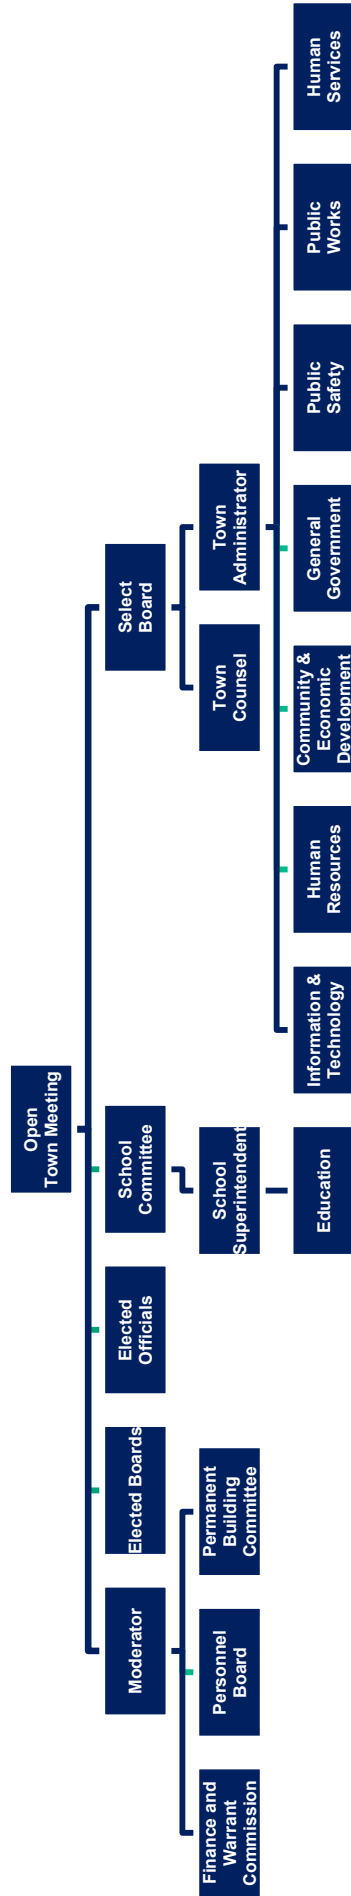 Open
Town Meeting
Moderator
Elected Boards
Elected
Officials
School
Committee
Select
Board
Finance and
Warrant
Commission
Personnel
Board
Permanent
Building
Committee
School
Superintendent
Town
Counsel
Town
Administrator
Education
Information &
Technology
Human
Resources
Community &
Economic
Development
General
Government
Public
Safety
Public
Works
Human
Services